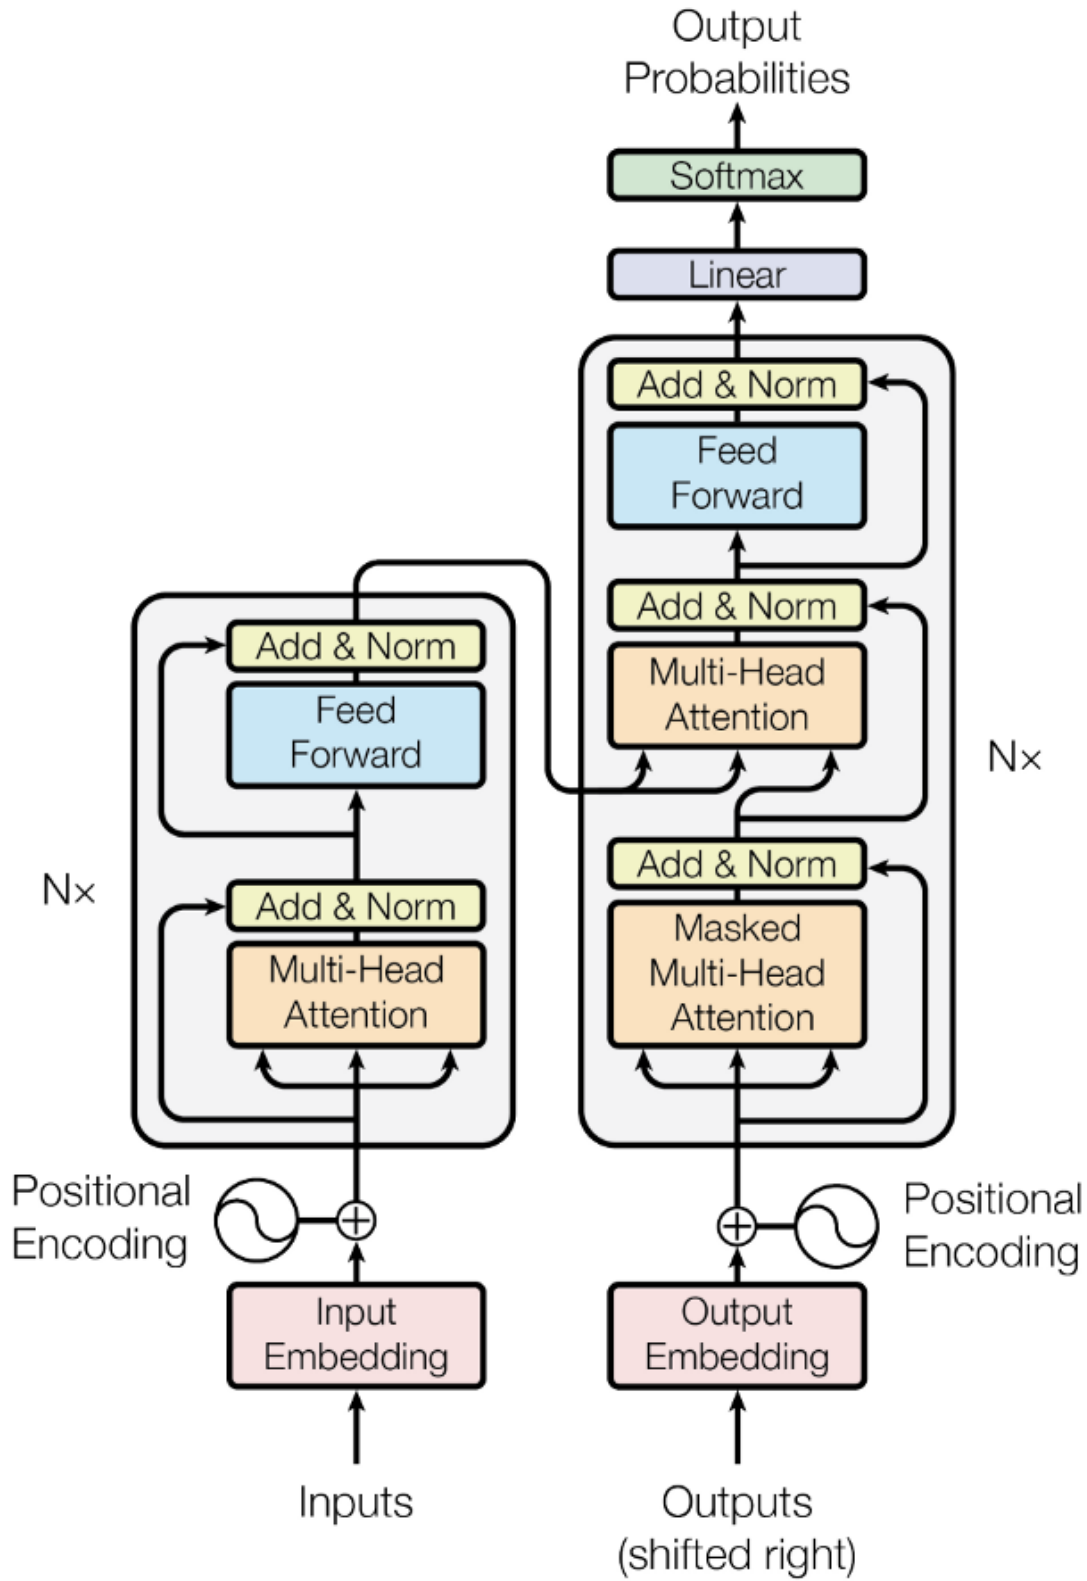 Output
Probabilities
Softmax
Linear
Add & Norm
Feed
Forward
Add & Norm
Multi-Head
Attention
Add & Norm
Masked
Multi-Head
Attention
N×
Add & Norm
Feed
Forward
Add & Norm
Multi-Head
Attention
N×
Positional
Encoding
Positional
Encoding
Input
Embedding
Output
Embedding
Inputs
Outputs
(shifted right)